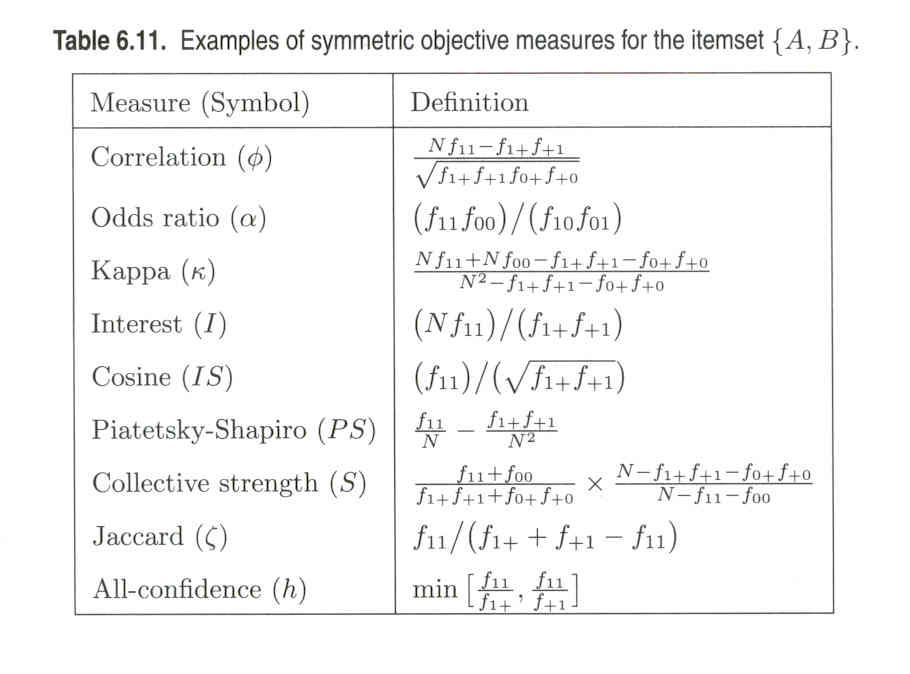 Table 6.11. Examples of symmetric objective measures for the itemset {A, B}.
Measure (Symbol) Definition
Correlation (ϕ) \frac{Nf_{11}-f_{1+}f_{+1}}{\sqrt{f_{1+}f_{+1}f_{0+}f_{+0}}}
Odds ratio (α) (f_{11}f_{00})/(f_{10}f_{01})
Kappa (κ) \frac{Nf_{11}+Nf_{00}-f_{1+}f_{+1}-f_{0+}f_{+0}}{N^2-f_{1+}f_{+1}-f_{0+}f_{+0}}
Interest (I) (Nf_{11})/(f_{1+}f_{+1})
Cosine (IS) (f_{11})/(\sqrt{f_{1+}f_{+1}})
Piatetsky-Shapiro (PS) \frac{f_{11}}{N} - \frac{f_{1+}f_{+1}}{N^2}
Collective strength (S) \frac{f_{11}+f_{00}}{f_{1+}f_{+1}+f_{0+}f_{+0}} × \frac{N-f_{1+}f_{+1}-f_{0+}f_{+0}}{N-f_{11}-f_{00}}
Jaccard (ζ) f_{11}/(f_{1+} + f_{+1} - f_{11})
All-confidence (h) min [\frac{f_{11}}{f_{1+}}, \frac{f_{11}}{f_{+1}}]